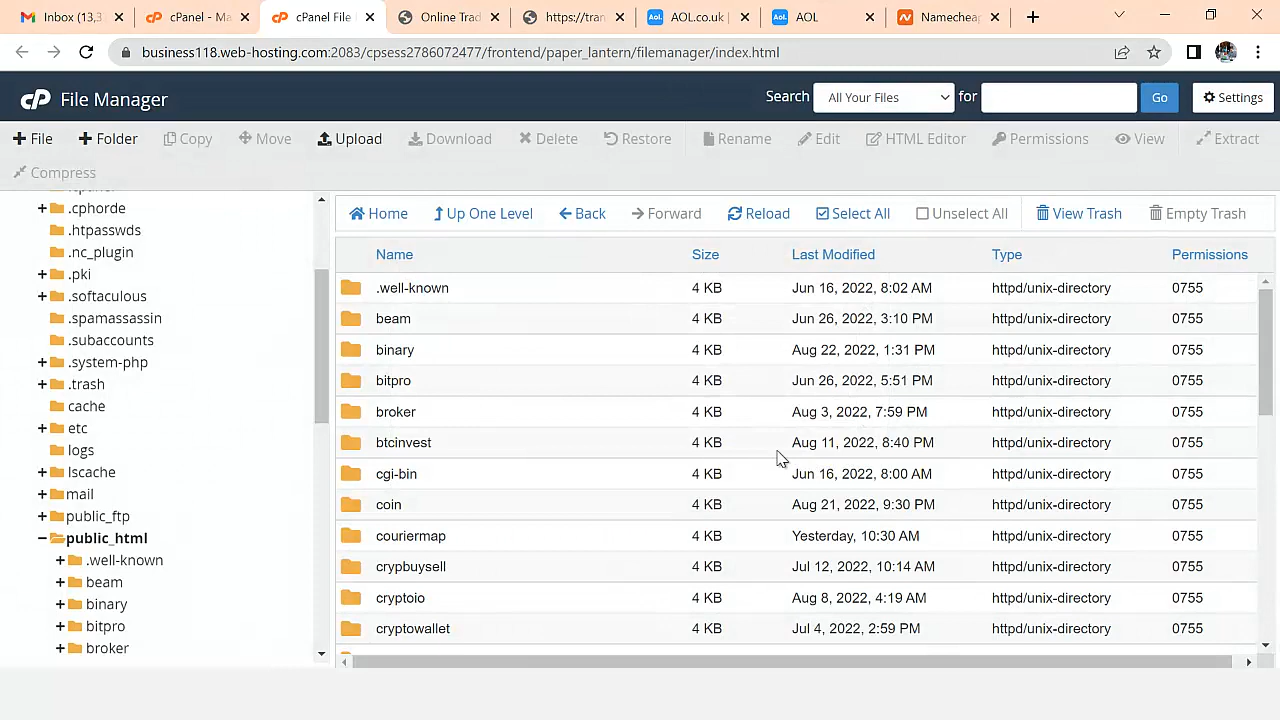 Inbox (13,3
cPanel - Ma
cPanel File
Online Trad
https://tran
AOL.co.uk
AOL
Namecheap
business118.web-hosting.com:2083/cpsess2786072477/frontend/paper_lantern/filemanager/index.html
cP File Manager
Search All Your Files for Go Settings
File Folder Copy Move Upload Download Delete Restore Rename Edit HTML Editor Permissions View Extract
Compress
Home Up One Level Back Forward Reload Select All Unselect All View Trash Empty Trash
.cphorde
.htpasswds
.nc_plugin
.pki
.softaculous
.spamassassin
.subaccounts
.system-php
.trash
cache
etc
logs
lscache
mail
public_ftp
public_html
.well-known
beam
binary
bitpro
broker
Name Size Last Modified Type Permissions
.well-known 4 KB Jun 16, 2022, 8:02 AM httpd/unix-directory 0755
beam 4 KB Jun 26, 2022, 3:10 PM httpd/unix-directory 0755
binary 4 KB Aug 22, 2022, 1:31 PM httpd/unix-directory 0755
bitpro 4 KB Jun 26, 2022, 5:51 PM httpd/unix-directory 0755
broker 4 KB Aug 3, 2022, 7:59 PM httpd/unix-directory 0755
btcinvest 4 KB Aug 11, 2022, 8:40 PM httpd/unix-directory 0755
cgi-bin 4 KB Jun 16, 2022, 8:00 AM httpd/unix-directory 0755
coin 4 KB Aug 21, 2022, 9:30 PM httpd/unix-directory 0755
couriermap 4 KB Yesterday, 10:30 AM httpd/unix-directory 0755
crypbuysell 4 KB Jul 12, 2022, 10:14 AM httpd/unix-directory 0755
cryptoio 4 KB Aug 8, 2022, 4:19 AM httpd/unix-directory 0755
cryptowallet 4 KB Jul 4, 2022, 2:59 PM httpd/unix-directory 0755